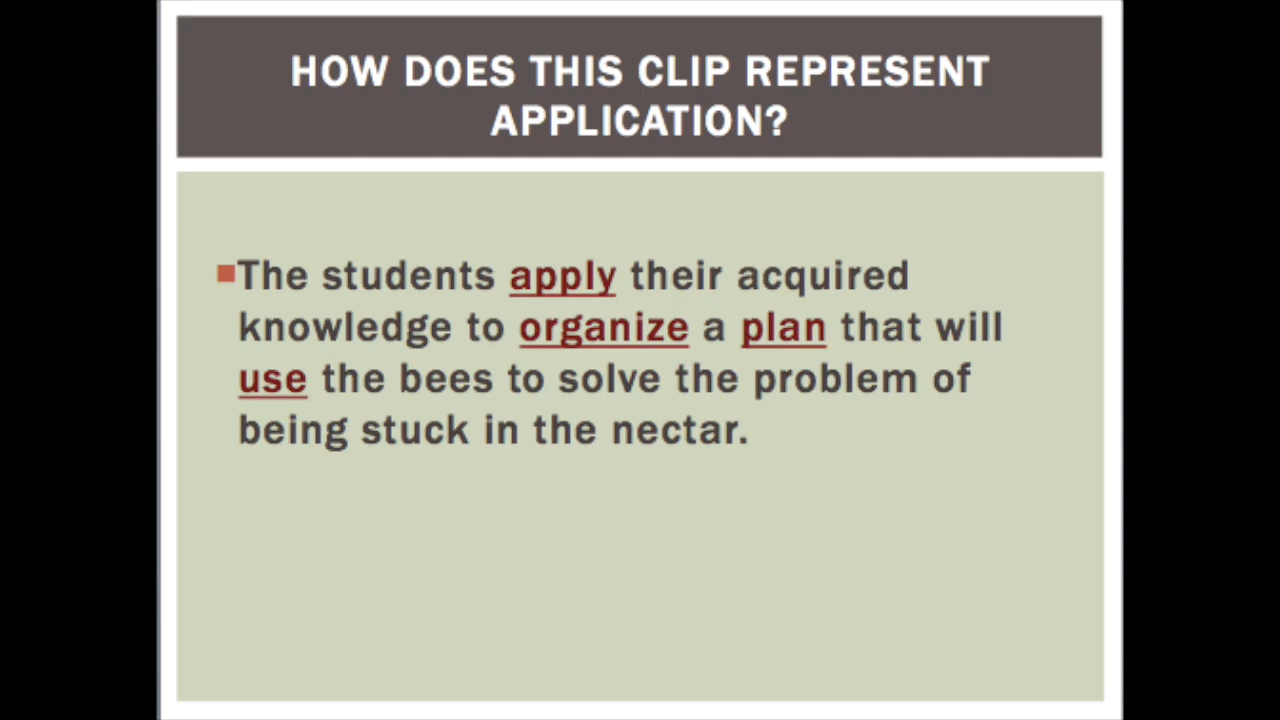 HOW DOES THIS CLIP REPRESENT
APPLICATION?
The students apply their acquired
knowledge to organize a plan that will
use the bees to solve the problem of
being stuck in the nectar.